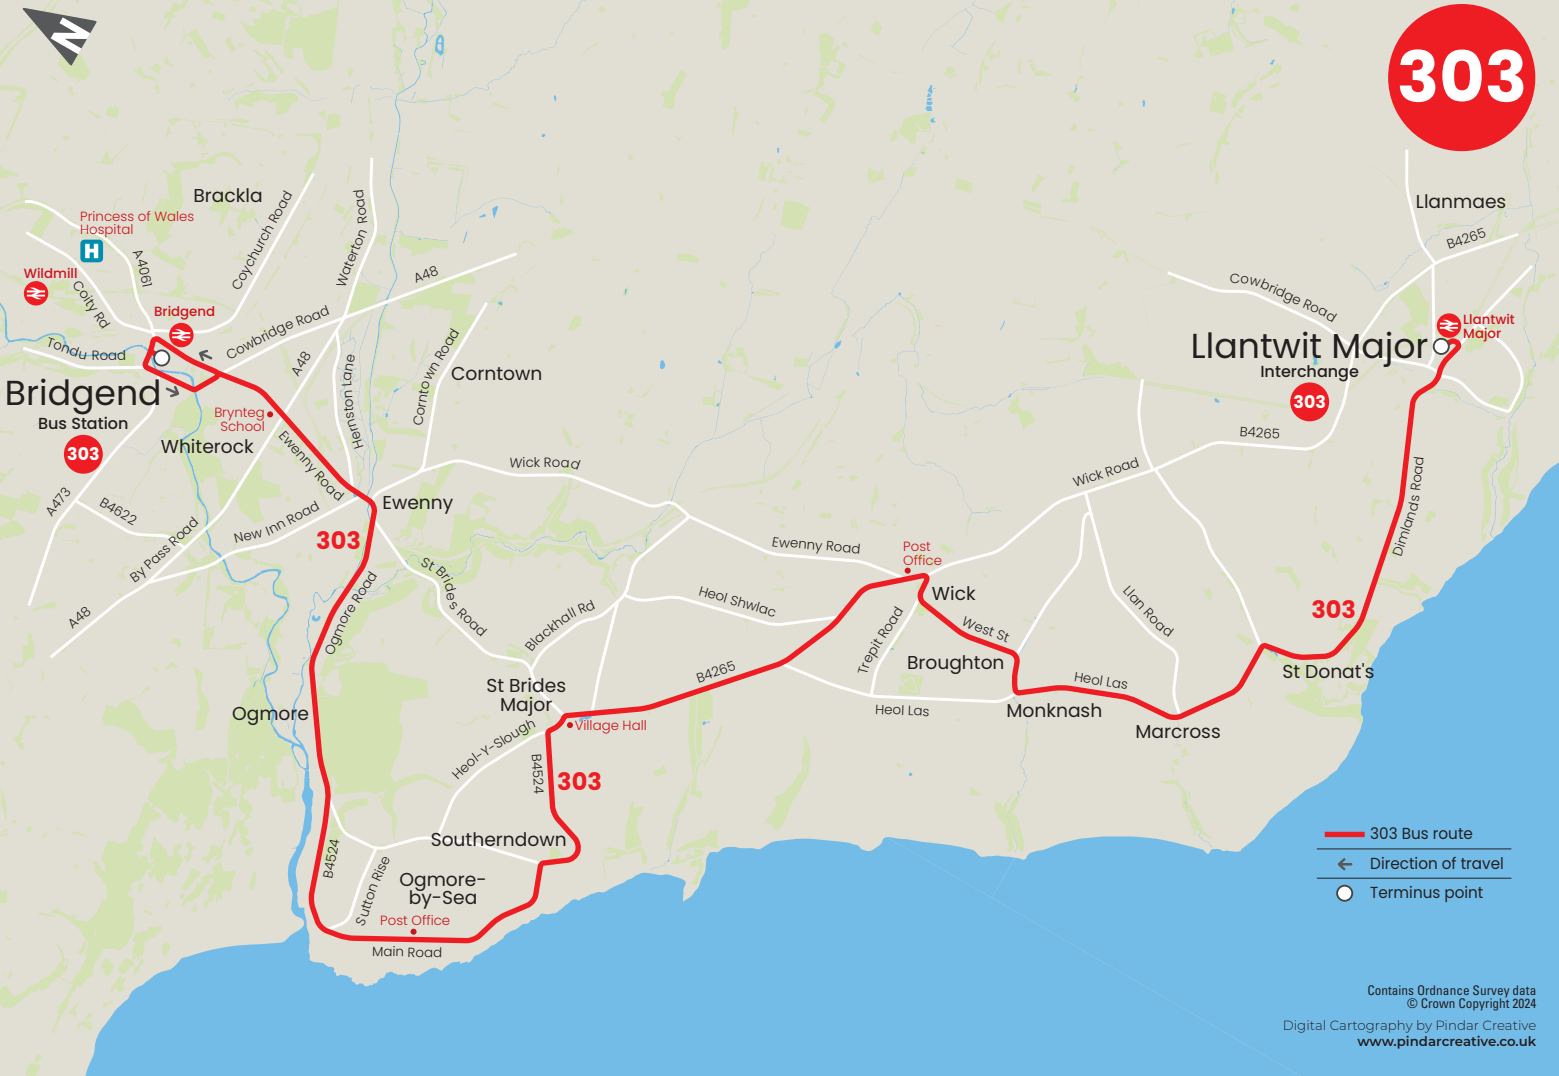 N
303
Brackla
Princess of Wales
Hospital
H
A4061
Coychurch Road
Waterton Road
Wildmill
Coity Rd
Bridgend
Cowbridge Road
A48
Tondu Road
A48
Hernston Lane
Corntown Road
Corntown
Bridgend
Bus Station
303
Brynteg
School
Whiterock
Ewenny Road
Ewenny
A473
B4622
By Pass Road
New Inn Road
A48
303
Wick Road
St Brides Road
Ogmore Road
Blackhall Rd
Heol Shwlac
Ewenny Road
Post
Office
Wick
West St
Trepit Road
Broughton
B4265
Heol Las
Monknash
Heol Las
Marcross
Llan Road
Wick Road
B4265
Llanmaes
B4265
Cowbridge Road
Llantwit
Major
Llantwit Major
Interchange
303
Dimlands Road
303
St Donat's
St Brides
Major
Village Hall
Ogmore
Heol-Y-Slough
B4524
303
Southerndown
B4524
Sutton Rise
Ogmore-
by-Sea
Post Office
Main Road
303 Bus route
Direction of travel
Terminus point
Contains Ordnance Survey data
© Crown Copyright 2024
Digital Cartography by Pindar Creative
www.pindarcreative.co.uk